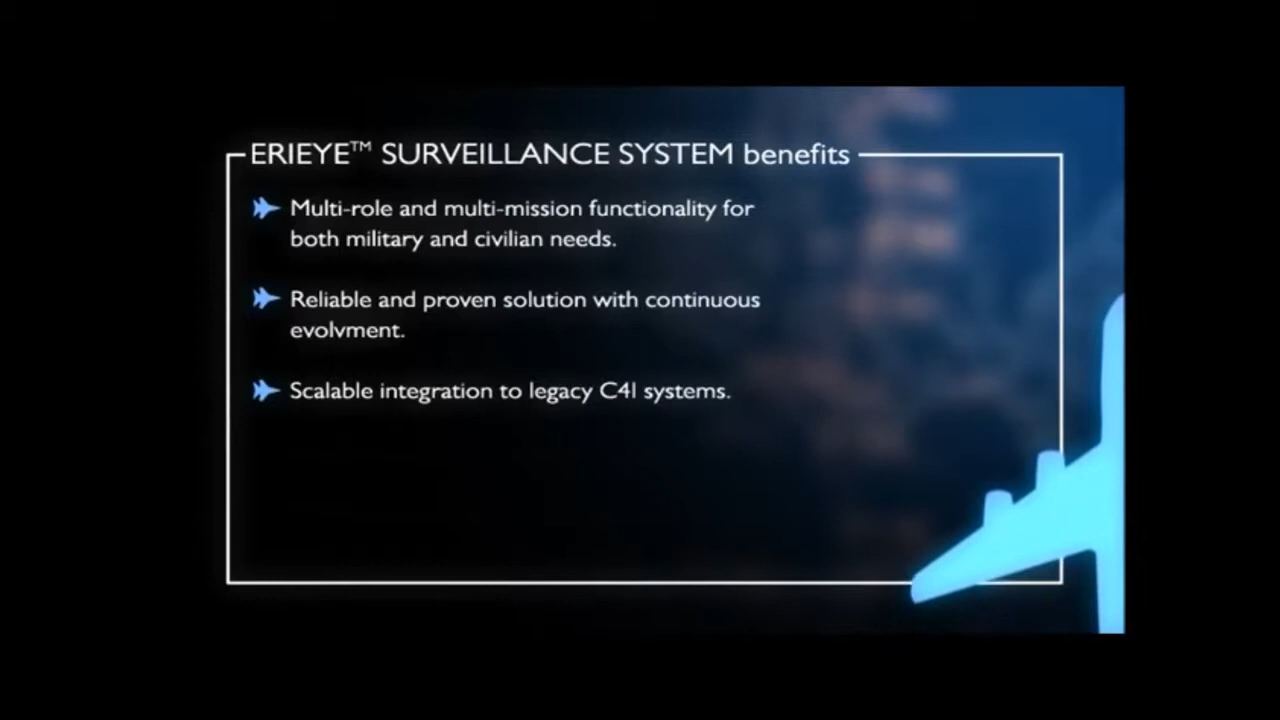 ERIEYE™ SURVEILLANCE SYSTEM benefits
Multi-role and multi-mission functionality for
both military and civilian needs.
Reliable and proven solution with continuous
evolvment.
Scalable integration to legacy C4I systems.